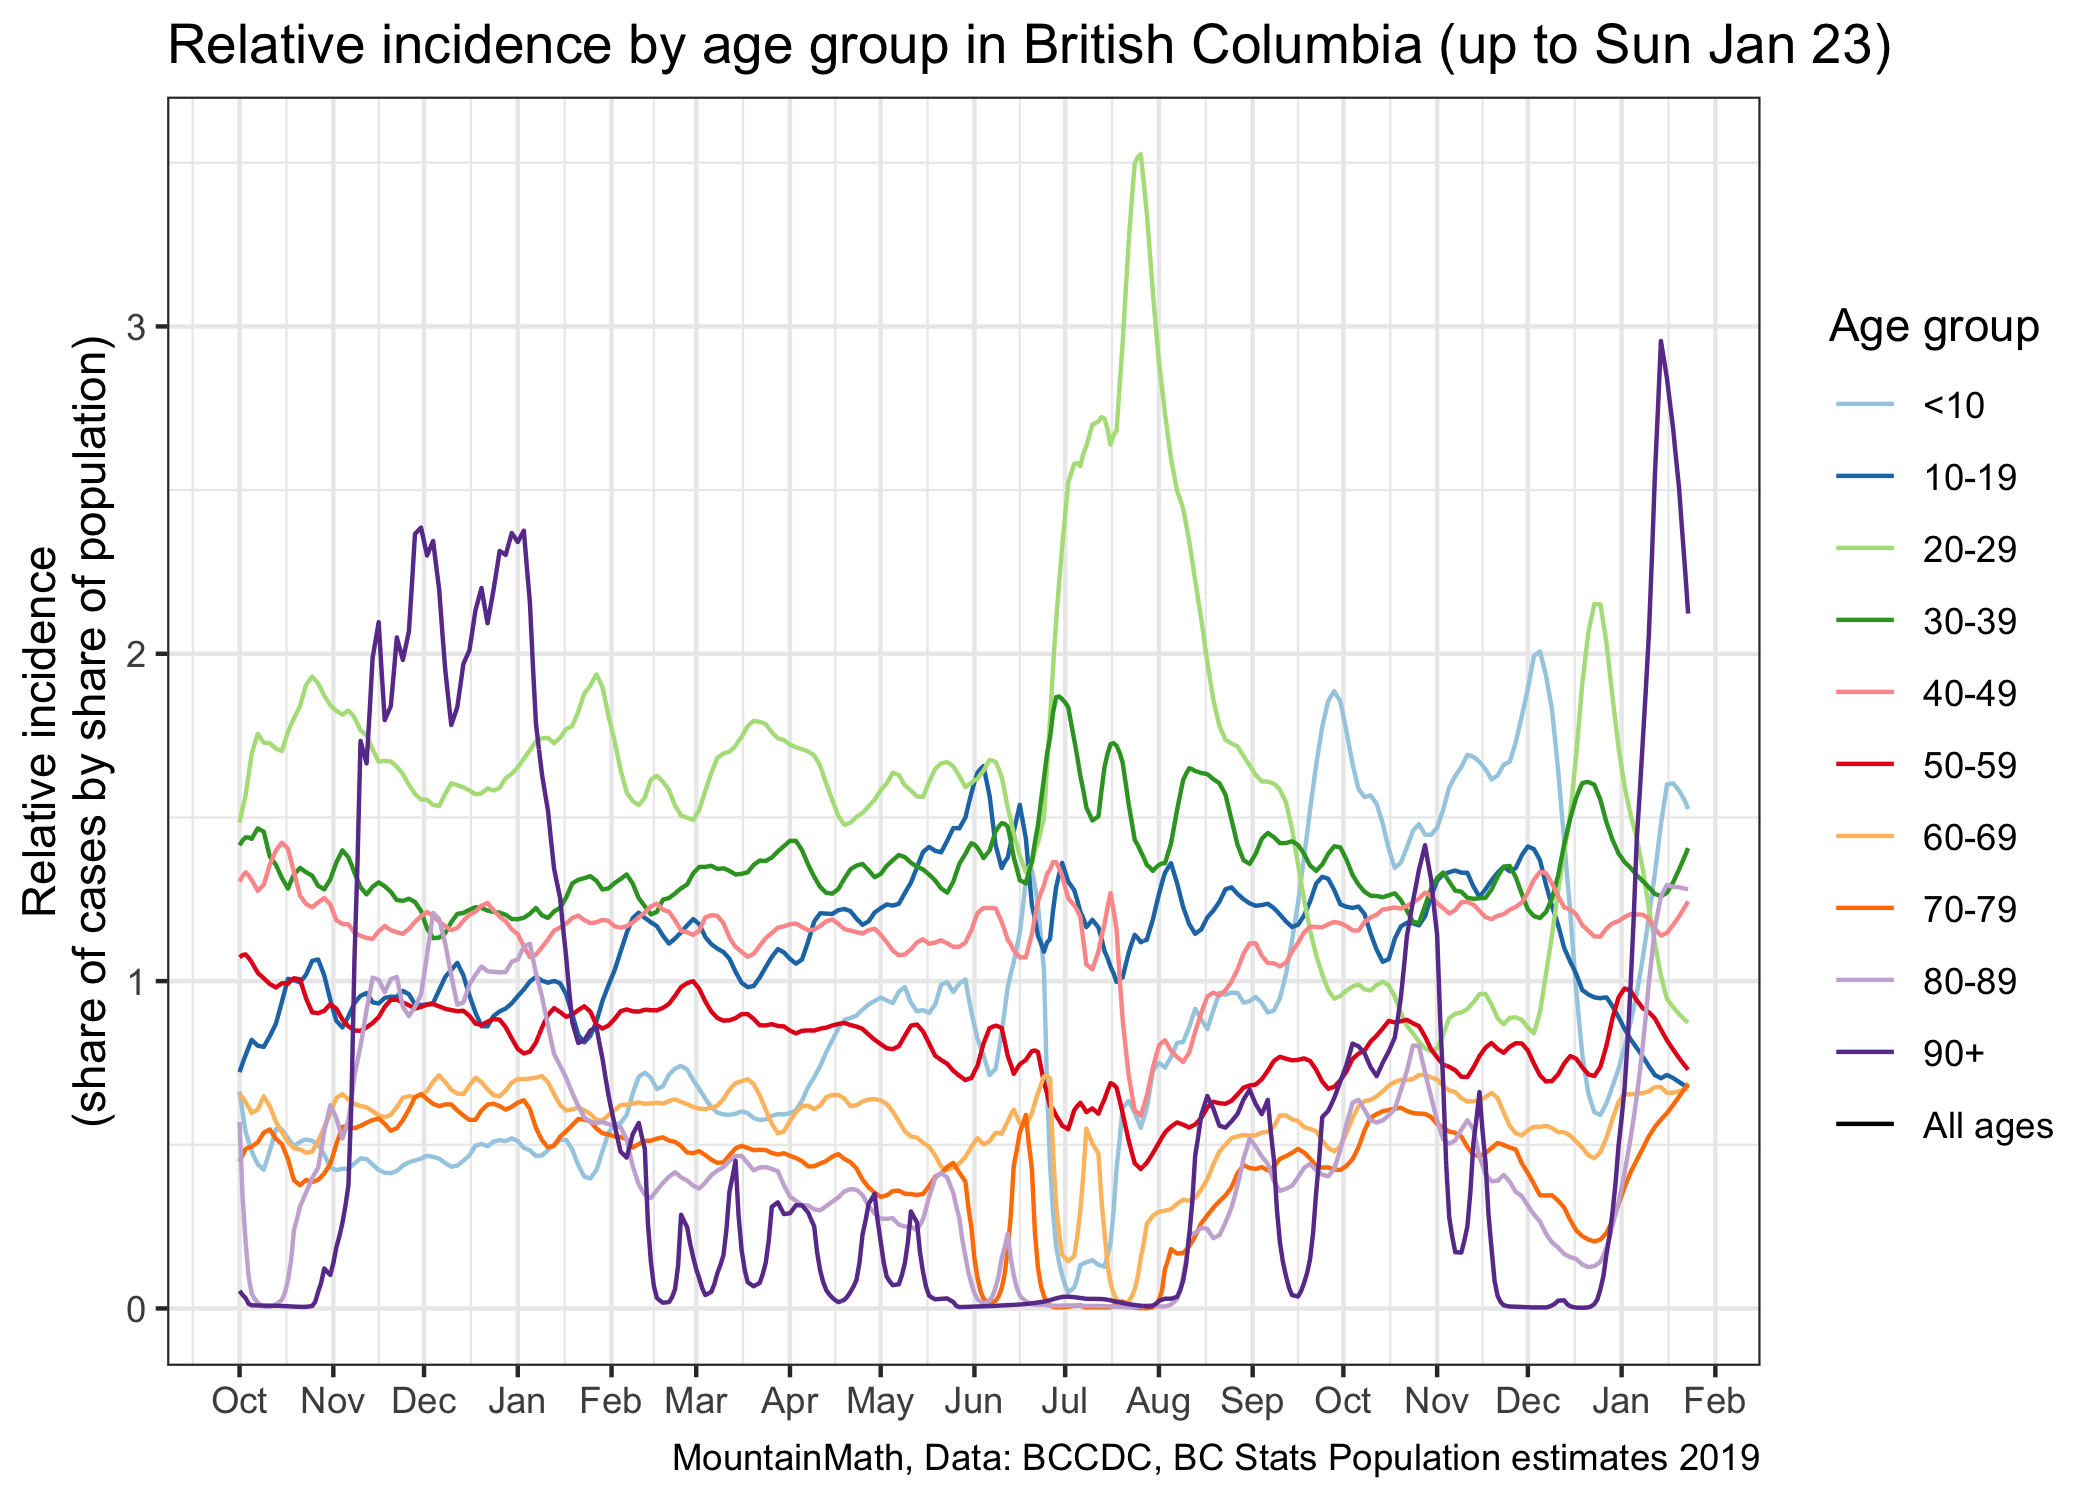 Relative incidence by age group in British Columbia (up to Sun Jan 23)
Relative incidence
(share of cases by share of population)
3
2
1
0
Oct Nov Dec Jan Feb Mar Apr May Jun Jul Aug Sep Oct Nov Dec Jan Feb
Age group
<10
10-19
20-29
30-39
40-49
50-59
60-69
70-79
80-89
90+
All ages
MountainMath, Data: BCCDC, BC Stats Population estimates 2019